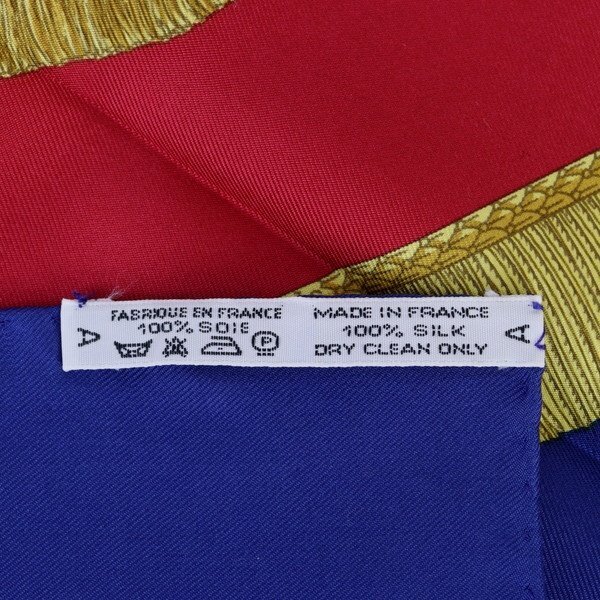 A
FABRIQUE EN FRANCE
100% SOIE
P
MADE IN FRANCE
100% SILK
DRY CLEAN ONLY
A